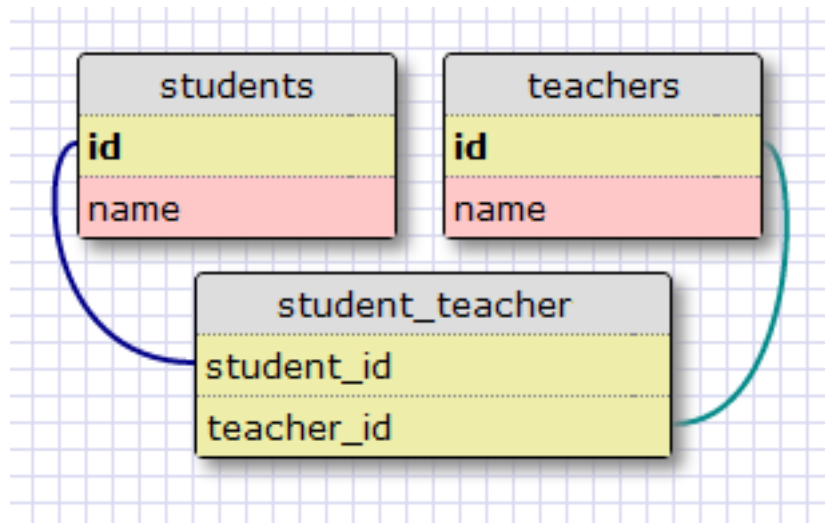 students
id
name
teachers
id
name
student_teacher
student_id
teacher_id